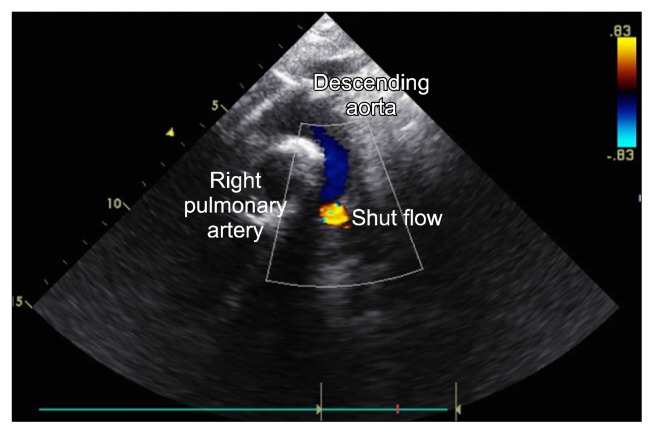 .83
Descending
aorta
5
Right
pulmonary
artery
10
Shut flow
-.83
15